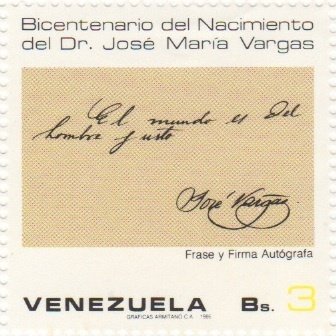 Bicentenario del Nacimiento
del Dr. José María Vargas
El mundo es del
hombre justo
José Vargas
Frase y Firma Autógrafa
VENEZUELA Bs. 3
GRAFICAS ARMITANO C.A. 1986